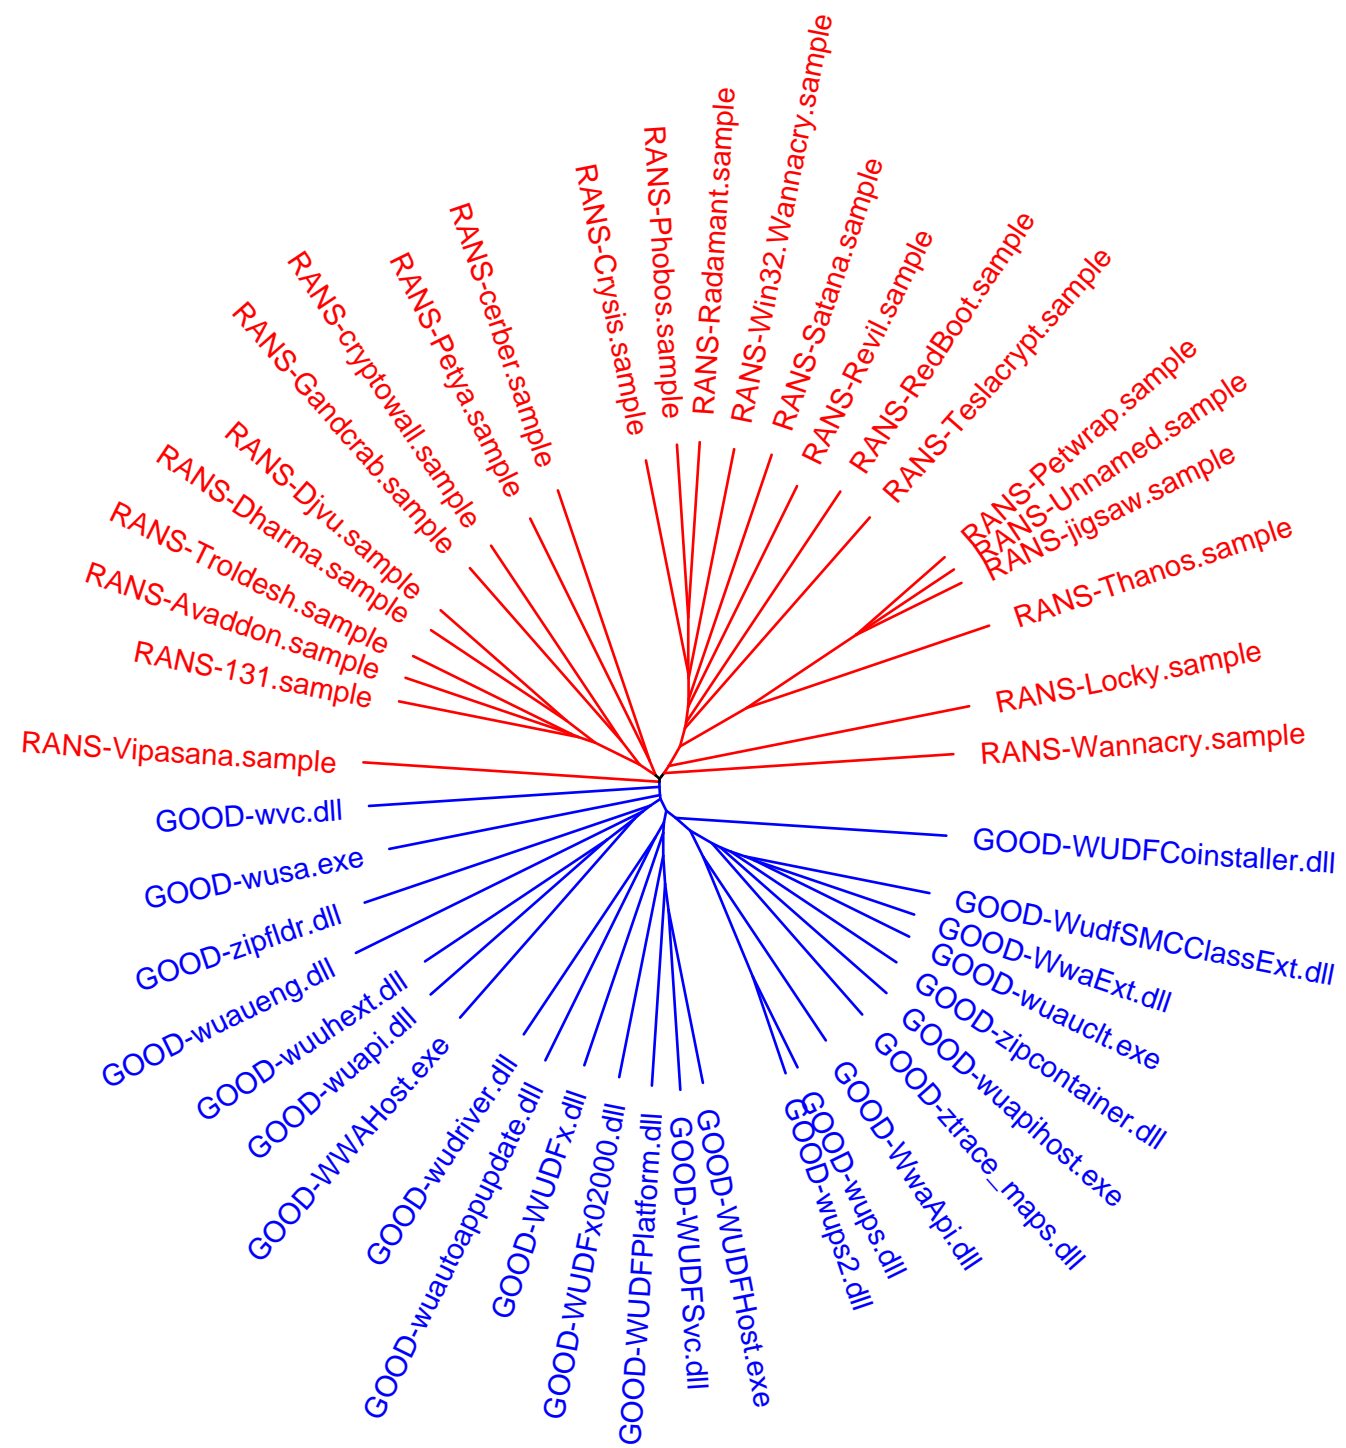 RANS-Vipasana.sample
RANS-131.sample
RANS-Avaddon.sample
RANS-Troldesh.sample
RANS-Dharma.sample
RANS-Djvu.sample
RANS-Gandcrab.sample
RANS-cryptowall.sample
RANS-Petya.sample
RANS-cerber.sample
RANS-Crysis.sample
RANS-Phobos.sample
RANS-Radamant.sample
RANS-Win32.Wannacry.sample
RANS-Satana.sample
RANS-Revil.sample
RANS-RedBoot.sample
RANS-Teslacrypt.sample
RANS-Petwrap.sample
RANS-Unnamed.sample
RANS-jigsaw.sample
RANS-Thanos.sample
RANS-Locky.sample
RANS-Wannacry.sample
GOOD-WUDFCoinstaller.dll
GOOD-WudfSMCClassExt.dll
GOOD-WwaExt.dll
GOOD-wuauclt.exe
GOOD-zipcontainer.dll
GOOD-wuapihost.exe
GOOD-ztrace_maps.dll
GOOD-WwaApi.dll
GOOD-wups.dll
GOOD-wups2.dll
GOOD-WUDFHost.exe
GOOD-WUDFSvc.dll
GOOD-WUDFPlatform.dll
GOOD-WUDFx02000.dll
GOOD-WUDFx.dll
GOOD-wuautoappupdate.dll
GOOD-wudriver.dll
GOOD-WWAHost.exe
GOOD-wuapi.dll
GOOD-wuuhext.dll
GOOD-wuaueng.dll
GOOD-zipfldr.dll
GOOD-wusa.exe
GOOD-wvc.dll